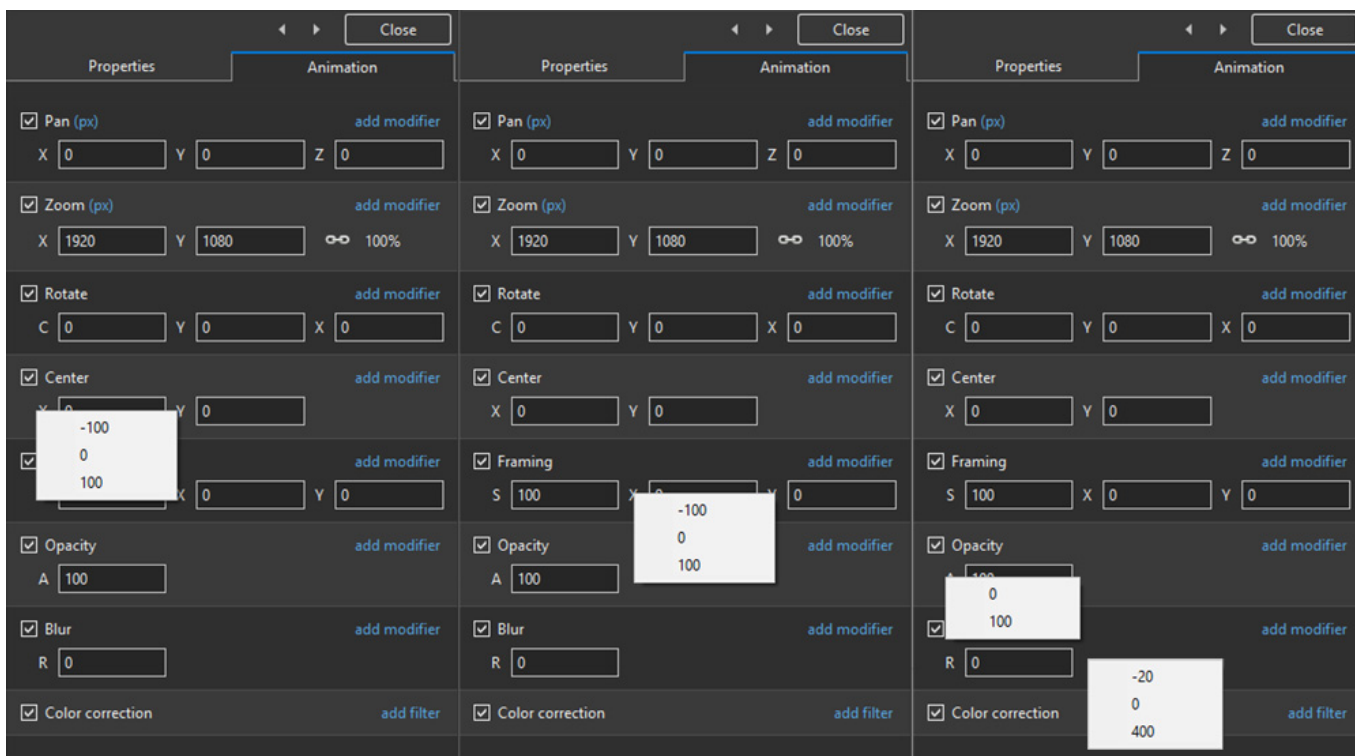 Close
Properties Animation
Pan (px) add modifier
X 0 Y 0 Z 0
Zoom (px) add modifier
X 1920 Y 1080 100%
Rotate add modifier
C 0 Y 0 X 0
Center add modifier
Y 0
-100
0
100
add modifier
X 0 Y 0
Opacity add modifier
A 100
Blur add modifier
R 0
Color correction add filter
Close
Properties Animation
Pan (px) add modifier
X 0 Y 0 Z 0
Zoom (px) add modifier
X 1920 Y 1080 100%
Rotate add modifier
C 0 Y 0 X 0
Center add modifier
X 0 Y 0
Framing add modifier
S 100 0
-100
0
100
Opacity add modifier
A 100
Blur add modifier
R 0
Color correction add filter
Close
Properties Animation
Pan (px) add modifier
X 0 Y 0 Z 0
Zoom (px) add modifier
X 1920 Y 1080 100%
Rotate add modifier
C 0 Y 0 X 0
Center add modifier
X 0 Y 0
Framing add modifier
S 100 X 0 Y 0
Opacity add modifier
0
100
add modifier
R 0
-20
0
400
Color correction add filter